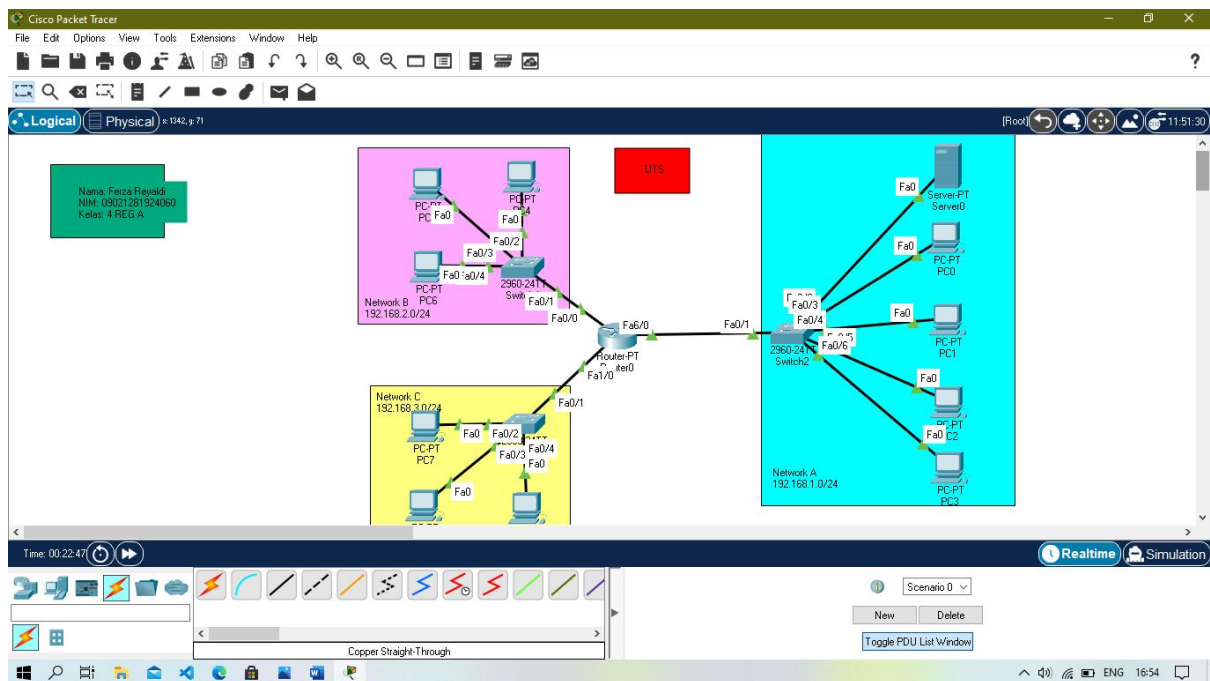 Cisco Packet Tracer
File Edit Options View Tools Extensions Window Help
?
Logical Physical x: 1342, y: 71
[Root] 11:51:30
Nama: Ferza Reyaldi
NIM: 09021281924060
Kelas: 4 REG A
UTS
PC-PT
Fa0
Fa0
Fa0/2
Fa0/3
Fa0
PC-PT
PC6
2960-24TT
Fa0/1
Fa0/0
Network B
192.168.2.0/24
Fa6/0
Fa0/1
Router-PT
Fa1/0
Fa0/1
Fa0
Server-PT
Server0
Fa0
PC-PT
PC0
Fa0/3
Fa0/4
Fa0/6
Fa0
PC-PT
PC1
Switch2
Fa0
Fa0
PC-PT
PC3
Network A
192.168.1.0/24
Network C
192.168.3.0/24
PC-PT
PC7
Fa0
Fa0/2
Fa0/3
Fa0/4
Fa0
Fa0
Time: 00:22:47
Realtime Simulation
Scenario 0
New Delete
Toggle PDU List Window
Copper Straight-Through
ENG 16:54